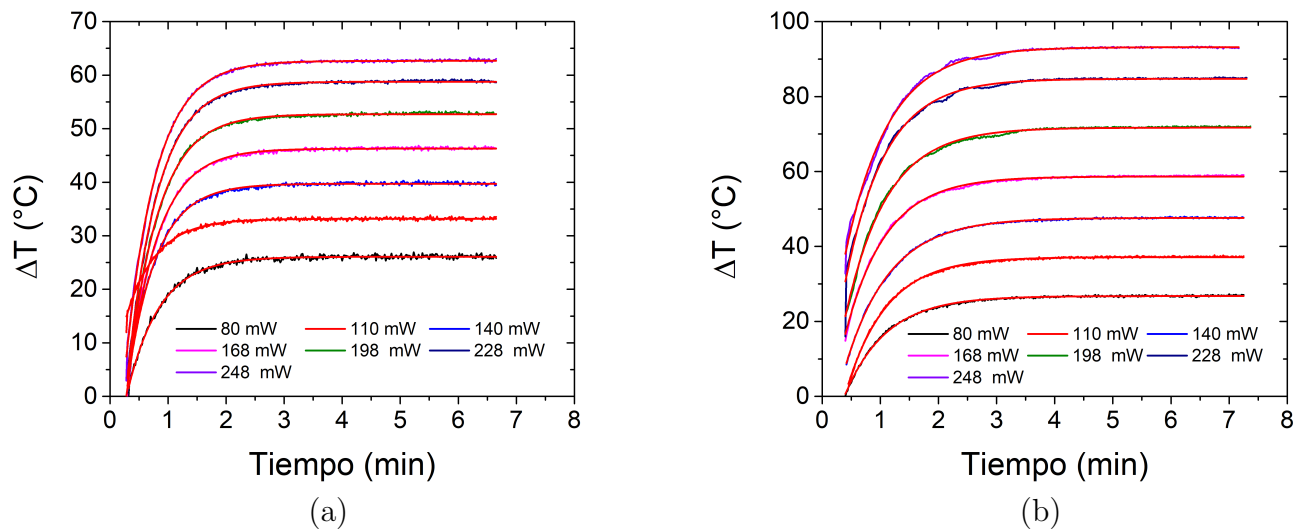 70
60
50
40
30
20
10
0
0 1 2 3 4 5 6 7 8
ΔT (°C)
Tiempo (min)
80 mW 110 mW 140 mW
168 mW 198 mW 228 mW
248 mW
(a)
100
80
60
40
20
0
0 1 2 3 4 5 6 7 8
ΔT (°C)
Tiempo (min)
80 mW 110 mW 140 mW
168 mW 198 mW 228 mW
248 mW
(b)